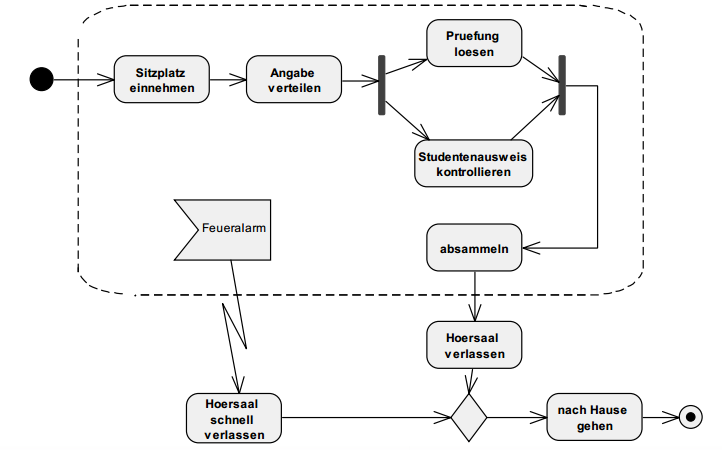 Pruefung
loesen
Sitzplatz
einnehmen
Angabe
verteilen
Studentenausweis
kontrollieren
Feueralarm
absammeln
Hoersaal
verlassen
Hoersaal
schnell
verlassen
nach Hause
gehen